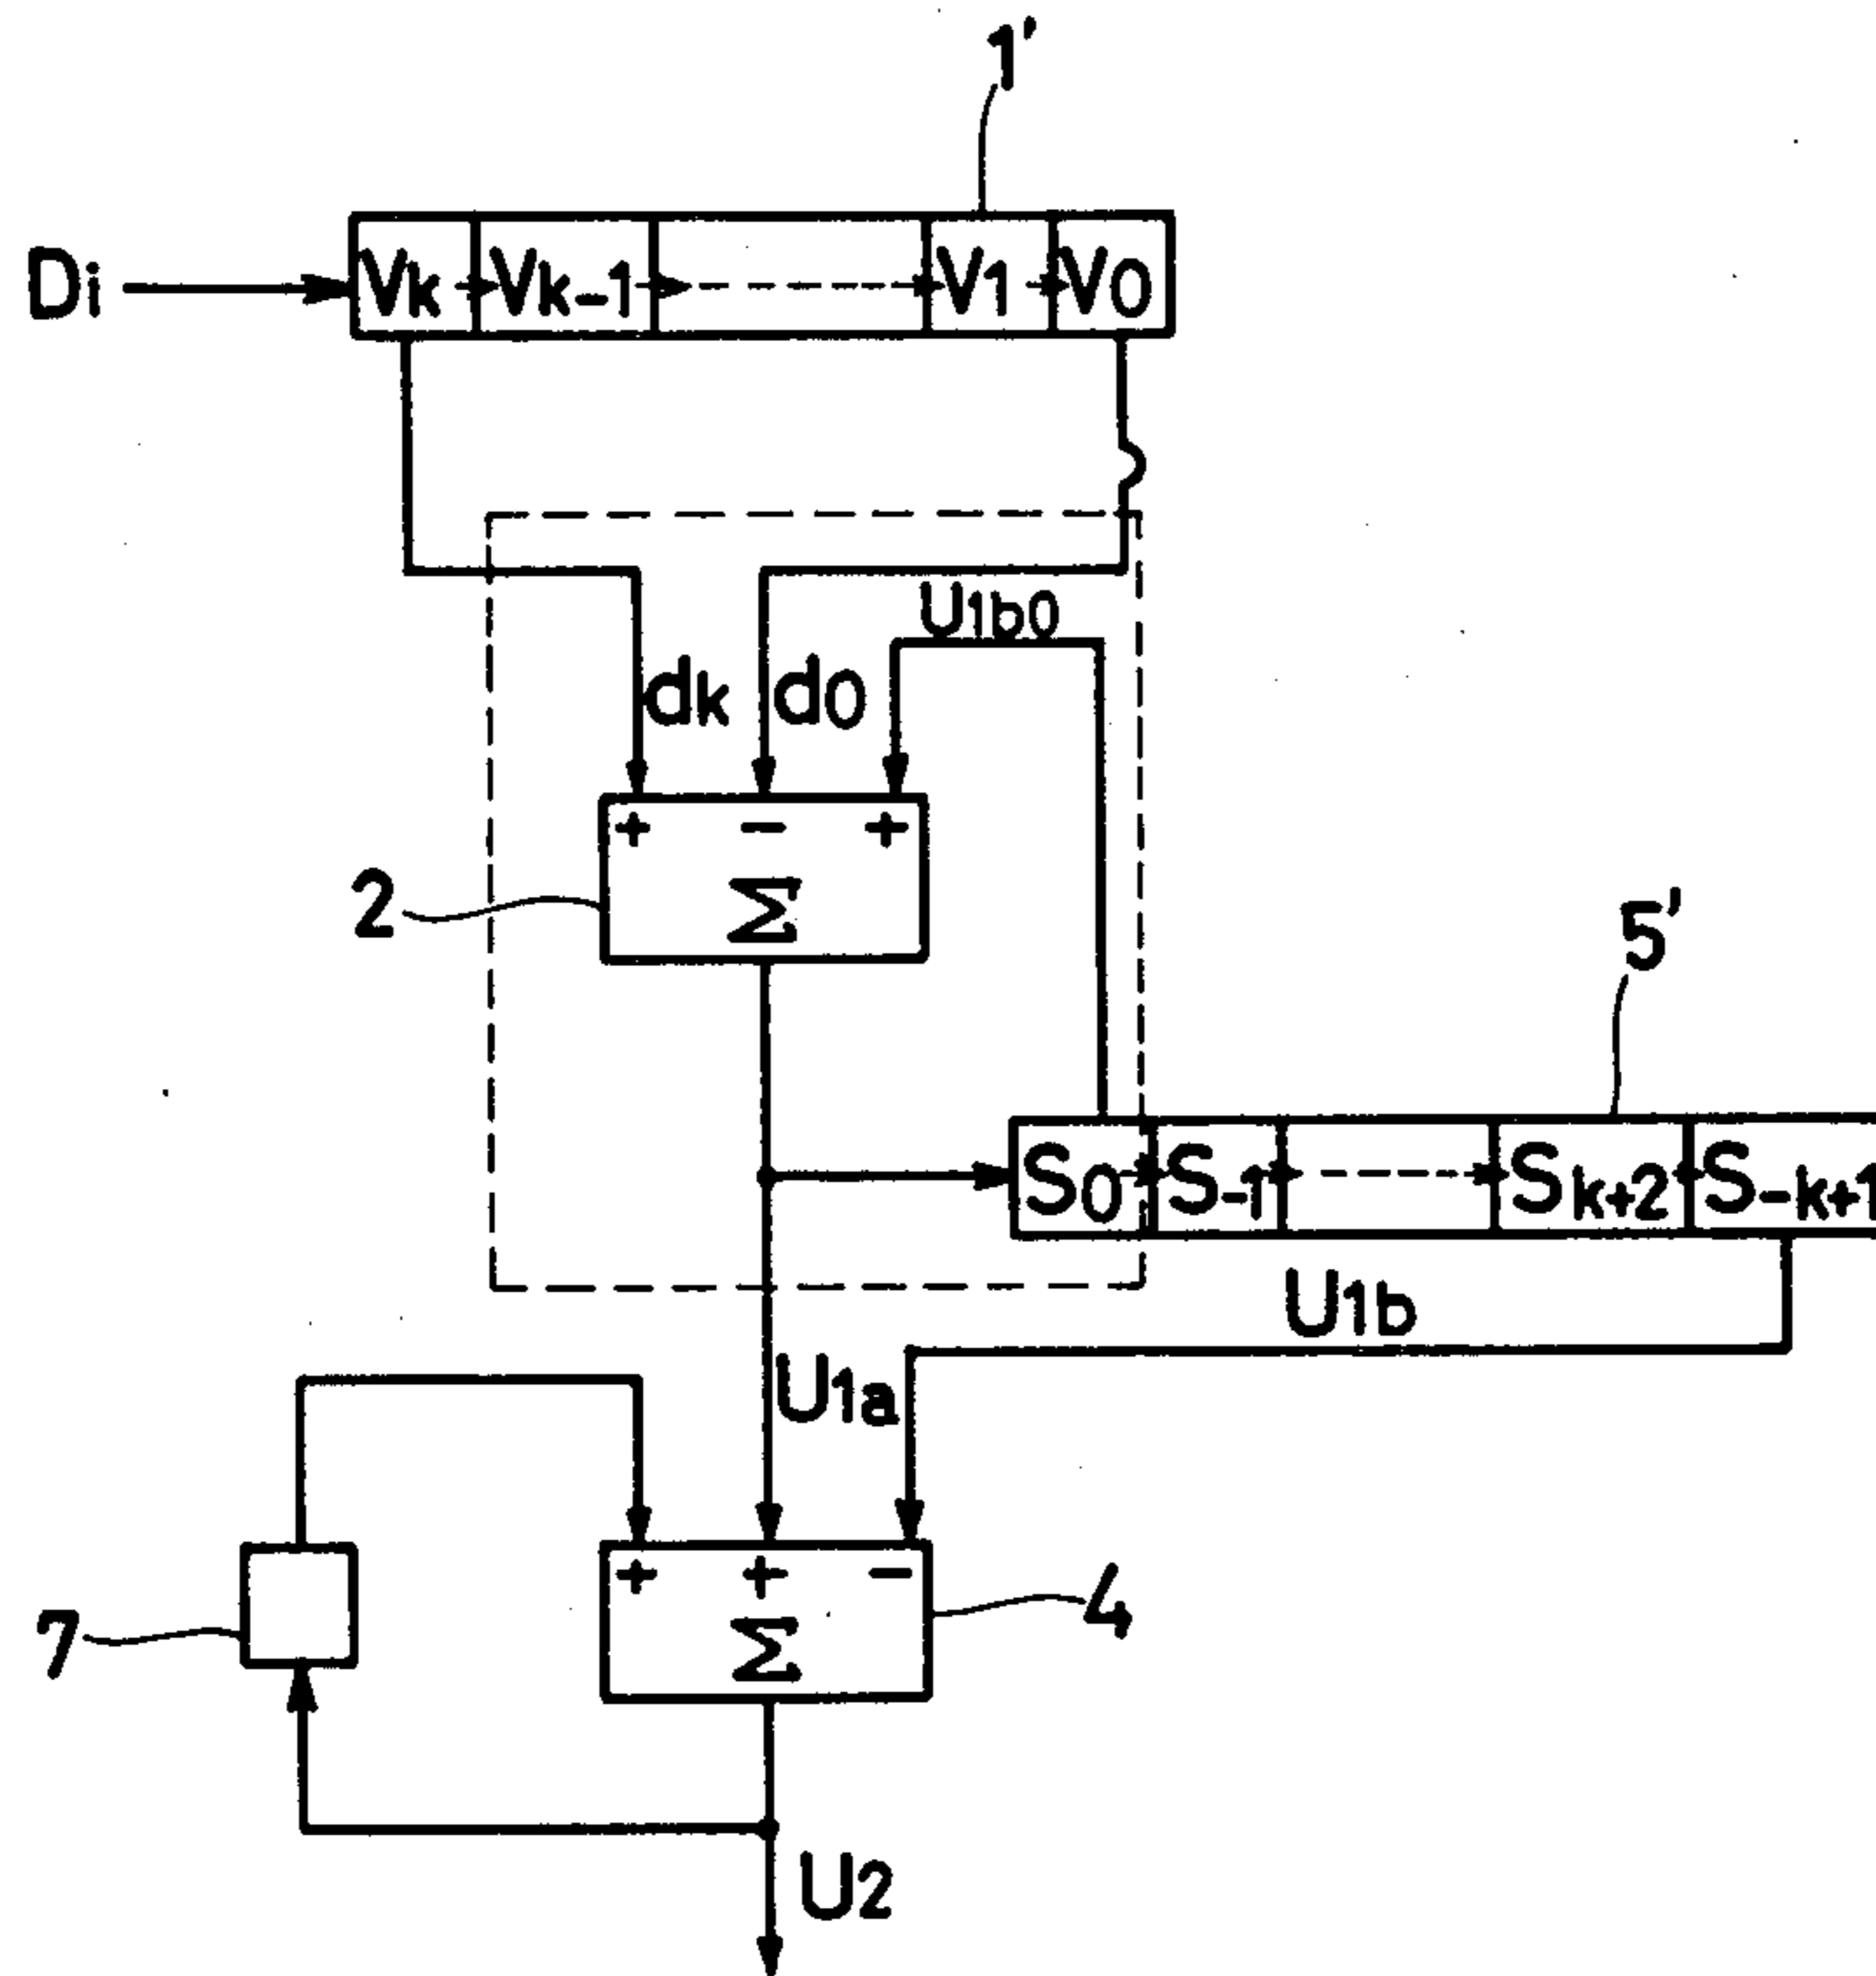 1'
Di
Vk Vk-1 V1 V0
U1b0
dk d0
+ − +
Σ
2
5'
S0 S-1 Sk+2 S-k+1
U1b
U1a
+ + −
Σ
4
7
U2